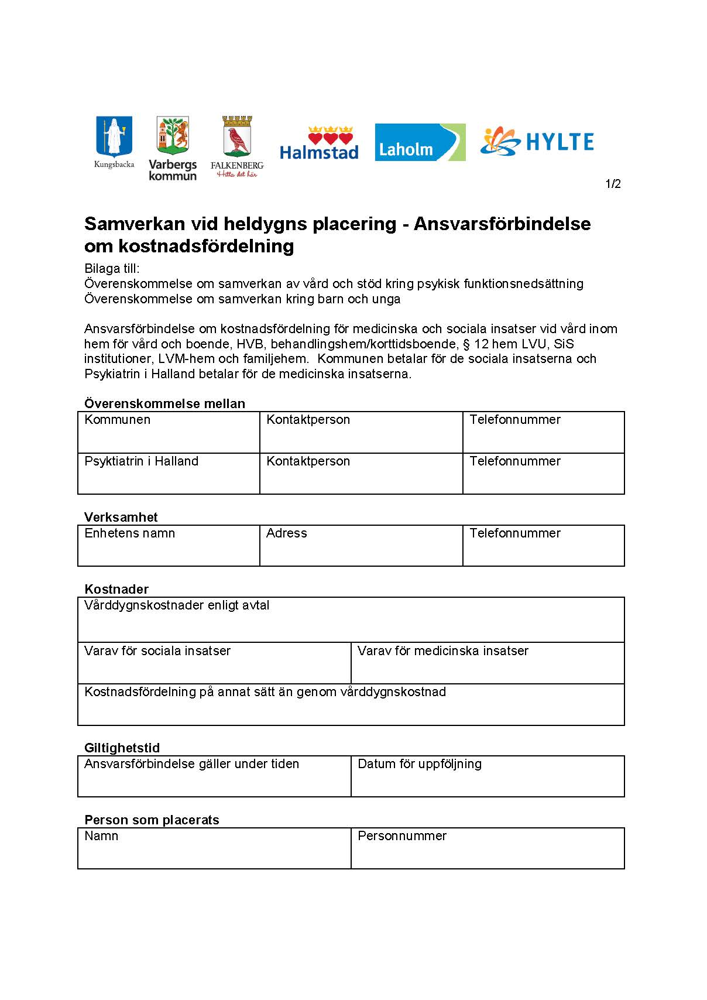 Kungsbacka
Varbergs
kommun
FALKENBERG
Hitta det här
Halmstad
Laholm
HYLTE
1/2
Samverkan vid heldygns placering - Ansvarsförbindelse
om kostnadsfördelning
Bilaga till:
Överenskommelse om samverkan av vård och stöd kring psykisk funktionsnedsättning
Överenskommelse om samverkan kring barn och unga
Ansvarsförbindelse om kostnadsfördelning för medicinska och sociala insatser vid vård inom
hem för vård och boende, HVB, behandlingshem/korttidsboende, § 12 hem LVU, SiS
institutioner, LVM-hem och familjehem.  Kommunen betalar för de sociala insatserna och
Psykiatrin i Halland betalar för de medicinska insatserna.
Överenskommelse mellan
Kommunen Kontaktperson Telefonnummer
Psyktiatrin i Halland Kontaktperson Telefonnummer
Verksamhet
Enhetens namn Adress Telefonnummer
Kostnader
Vårddygnskostnader enligt avtal
Varav för sociala insatser Varav för medicinska insatser
Kostnadsfördelning på annat sätt än genom vårddygnskostnad
Giltighetstid
Ansvarsförbindelse gäller under tiden Datum för uppföljning
Person som placerats
Namn Personnummer